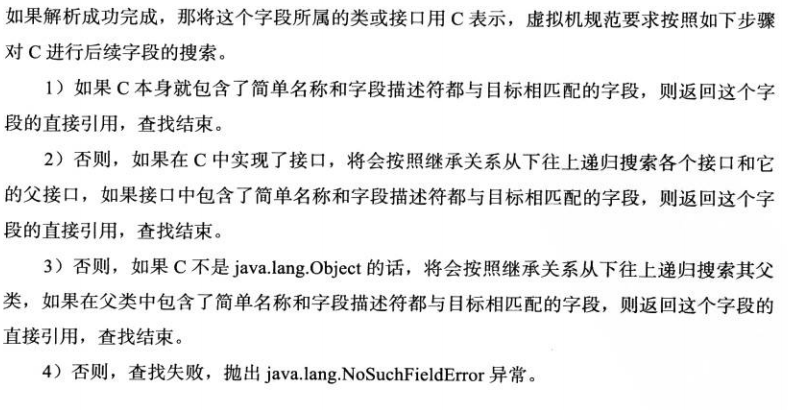 如果解析成功完成，那将这个字段所属的类或接口用 C 表示，虚拟机规范要求按照如下步骤
对 C 进行后续字段的搜索。
1）如果 C 本身就包含了简单名称和字段描述符都与目标相匹配的字段，则返回这个字
段的直接引用，查找结束。
2）否则，如果在 C 中实现了接口，将会按照继承关系从下往上递归搜索各个接口和它
的父接口，如果接口中包含了简单名称和字段描述符都与目标相匹配的字段，则返回这个字
段的直接引用，查找结束。
3）否则，如果 C 不是 java.lang.Object 的话，将会按照继承关系从下往上递归搜索其父
类，如果在父类中包含了简单名称和字段描述符都与目标相匹配的字段，则返回这个字段的
直接引用，查找结束。
4）否则，查找失败，抛出 java.lang.NoSuchFieldError 异常。